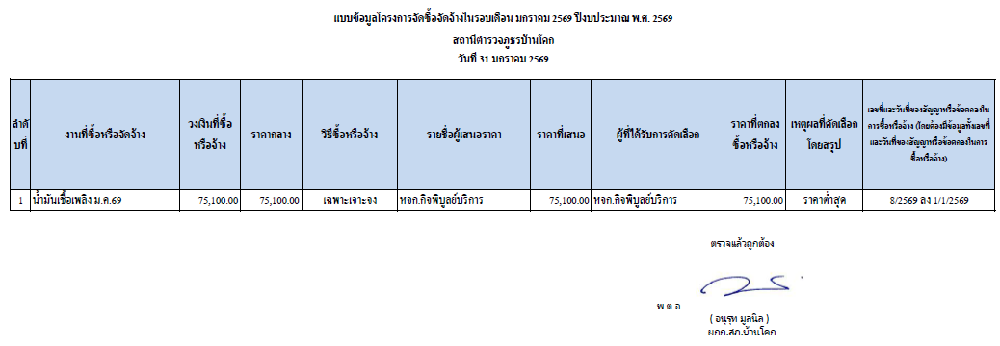 แบบข้อมูลโครงการจัดซื้อจัดจ้างในรอบเดือน มกราคม 2569 ปีงบประมาณ พ.ศ. 2569
สถานีตำรวจภูธรบ้านโคก
วันที่ 31 มกราคม 2569
ลำดับที่ งานที่ซื้อหรือจัดจ้าง วงเงินที่ซื้อหรือจ้าง ราคากลาง วิธีซื้อหรือจ้าง รายชื่อผู้เสนอราคา ราคาที่เสนอ ผู้ที่ได้รับการคัดเลือก ราคาที่ตกลงซื้อหรือจ้าง เหตุผลที่คัดเลือกโดยสรุป เลขที่และวันที่ของสัญญาหรือข้อตกลงในการซื้อหรือจ้าง (โดยต้องมีข้อมูลทั้งเลขที่และวันที่ของสัญญาหรือข้อตกลงในการซื้อหรือจ้าง)
1 น้ำมันเชื้อเพลิง ม.ค.69 75,100.00 75,100.00 เฉพาะเจาะจง หจก.กิจพิบูลย์บริการ 75,100.00 หจก.กิจพิบูลย์บริการ 75,100.00 ราคาต่ำสุด 8/2569 ลง 1/1/2569
ตรวจแล้วถูกต้อง
พ.ต.อ.
( อนุรุท มูลนิล )
ผกก.สภ.บ้านโคก